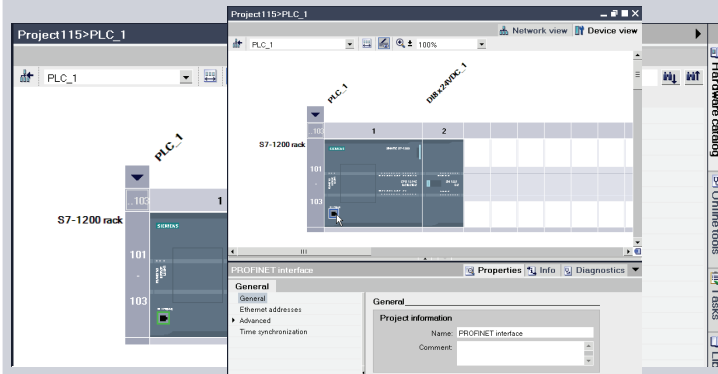 Project115>PLC_1
PLC_1
PLC_1
..103
1
S7-1200 rack
SIEMENS
101
-
103
Project115>PLC_1
Network view
Device view
PLC_1
100%
PLC_1
DI8x24VDC_1
..103
1
2
S7-1200 rack
SIEMENS
101
-
103
PROFINET interface
Properties
Info
Diagnostics
General
General
Ethernet addresses
Advanced
Time synchronization
General
Project information
Name: PROFINET interface
Comment:
Hardware catalog
Online tools
Tasks